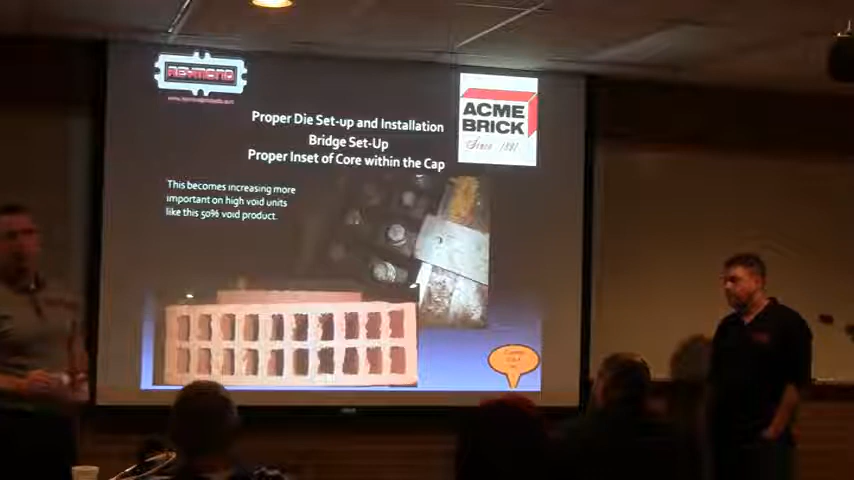 RE-MOND
ACME
BRICK
Since 1891
Proper Die Set-up and Installation
Bridge Set-Up
Proper Inset of Core within the Cap
This becomes increasing more
important on high void units
like this 50% void product.